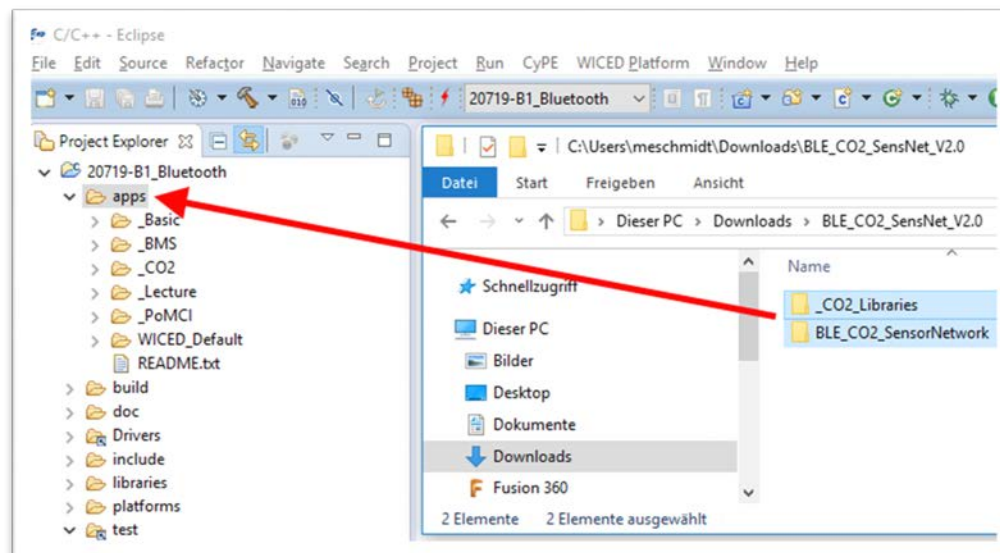 C/C++ - Eclipse
File Edit Source Refactor Navigate Search Project Run CyPE WICED Platform Window Help
20719-B1_Bluetooth
Project Explorer
20719-B1_Bluetooth
apps
_Basic
_BMS
_CO2
_Lecture
_PoMCI
WICED_Default
README.txt
build
doc
Drivers
include
libraries
platforms
test
C:\Users\meschmidt\Downloads\BLE_CO2_SensNet_V2.0
Datei Start Freigeben Ansicht
Dieser PC > Downloads > BLE_CO2_SensNet_V2.0
Name
Schnellzugriff
_CO2_Libraries
Dieser PC
BLE_CO2_SensorNetwork
Bilder
Desktop
Dokumente
Downloads
Fusion 360
2 Elemente 2 Elemente ausgewählt